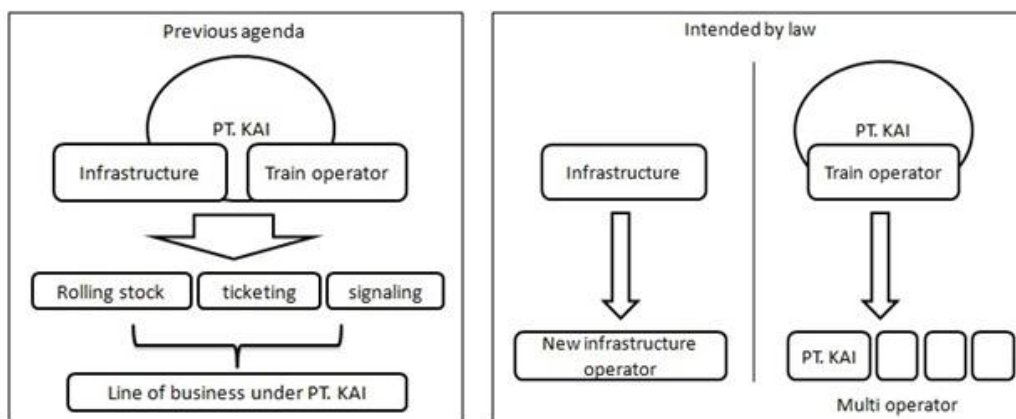 Previous agenda
PT. KAI
Infrastructure
Train operator
Rolling stock
ticketing
signaling
Line of business under PT. KAI
Intended by law
Infrastructure
New infrastructure
operator
PT. KAI
Train operator
PT. KAI
Multi operator